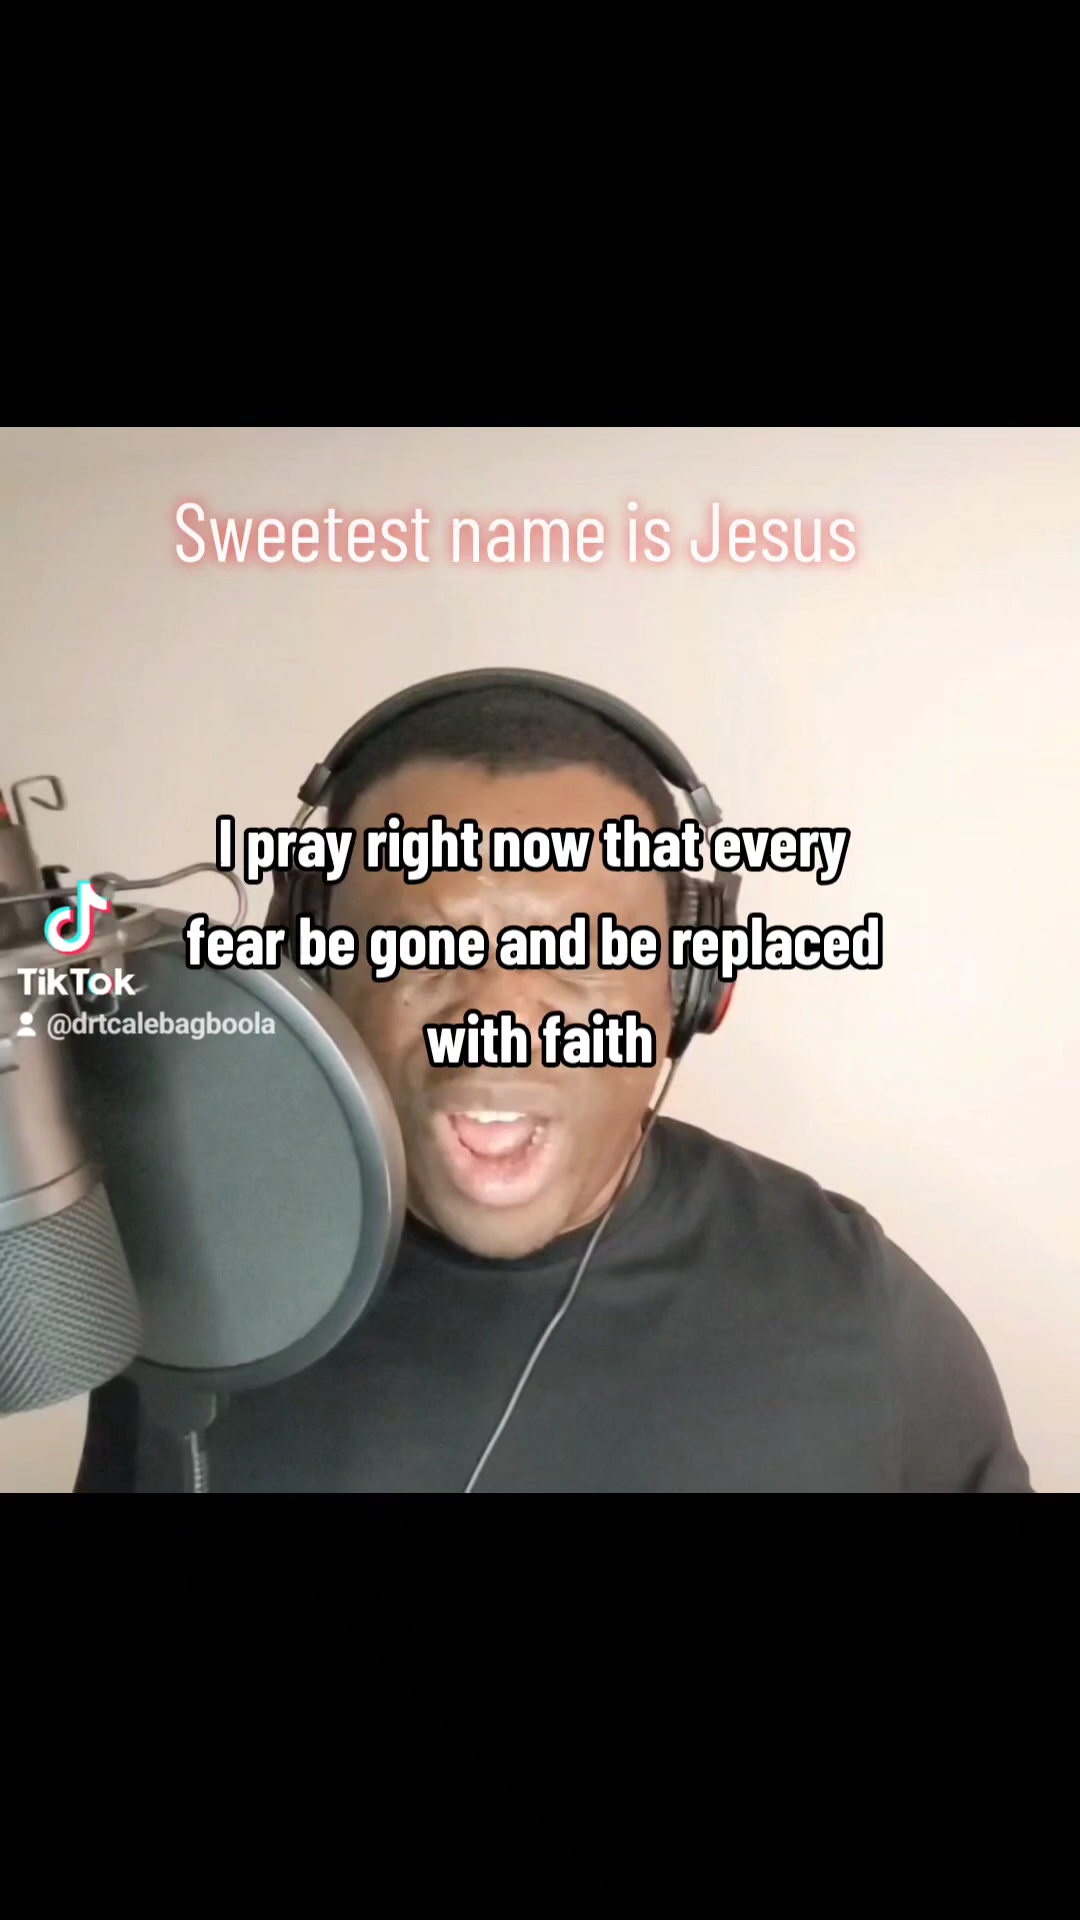 Sweetest name is Jesus
I pray right now that every
fear be gone and be replaced
with faith
TikTok
@drtcalebagboola